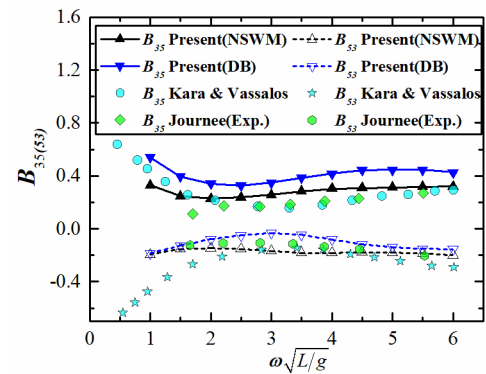 1.6
1.2
0.8
0.4
0.0
-0.4
B35(53)
B35 Present(NSWM) B53 Present(NSWM)
B35 Present(DB) B53 Present(DB)
B35 Kara & Vassalos B53 Kara & Vassalos
B35 Journee(Exp.) B53 Journee(Exp.)
0 1 2 3 4 5 6
ω√L/g